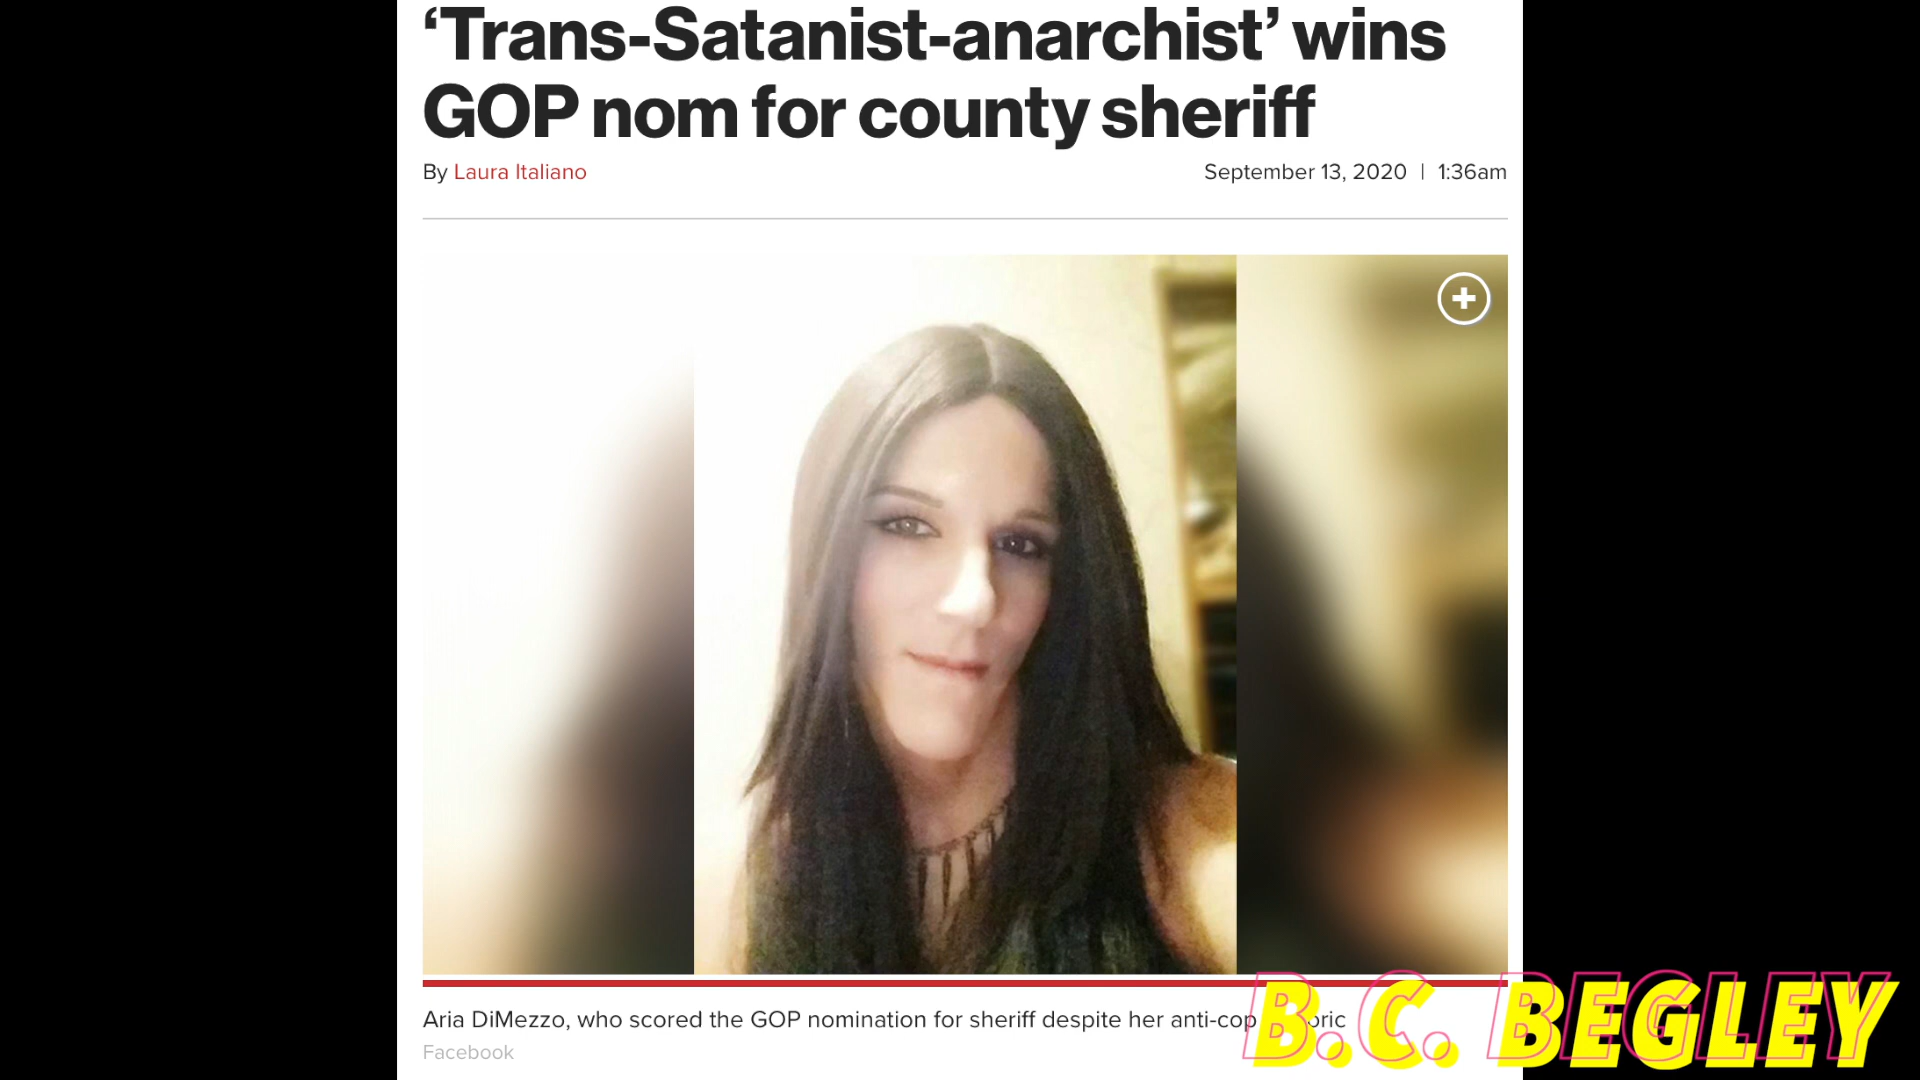 ‘Trans-Satanist-anarchist’ wins
GOP nom for county sheriff
By Laura Italiano
September 13, 2020 | 1:36am
Aria DiMezzo, who scored the GOP nomination for sheriff despite her anti-cop
Facebook
B.C. BEGLEY